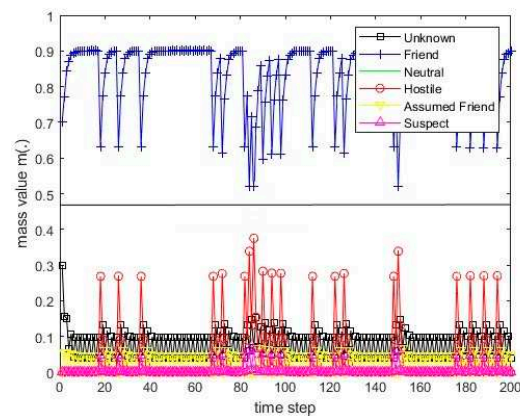 1
0.9
0.8
0.7
0.6
0.5
0.4
0.3
0.2
0.1
0
mass value m(.)
Unknown
Friend
Neutral
Hostile
Assumed Friend
Suspect
0 20 40 60 80 100 120 140 160 180 200
time step